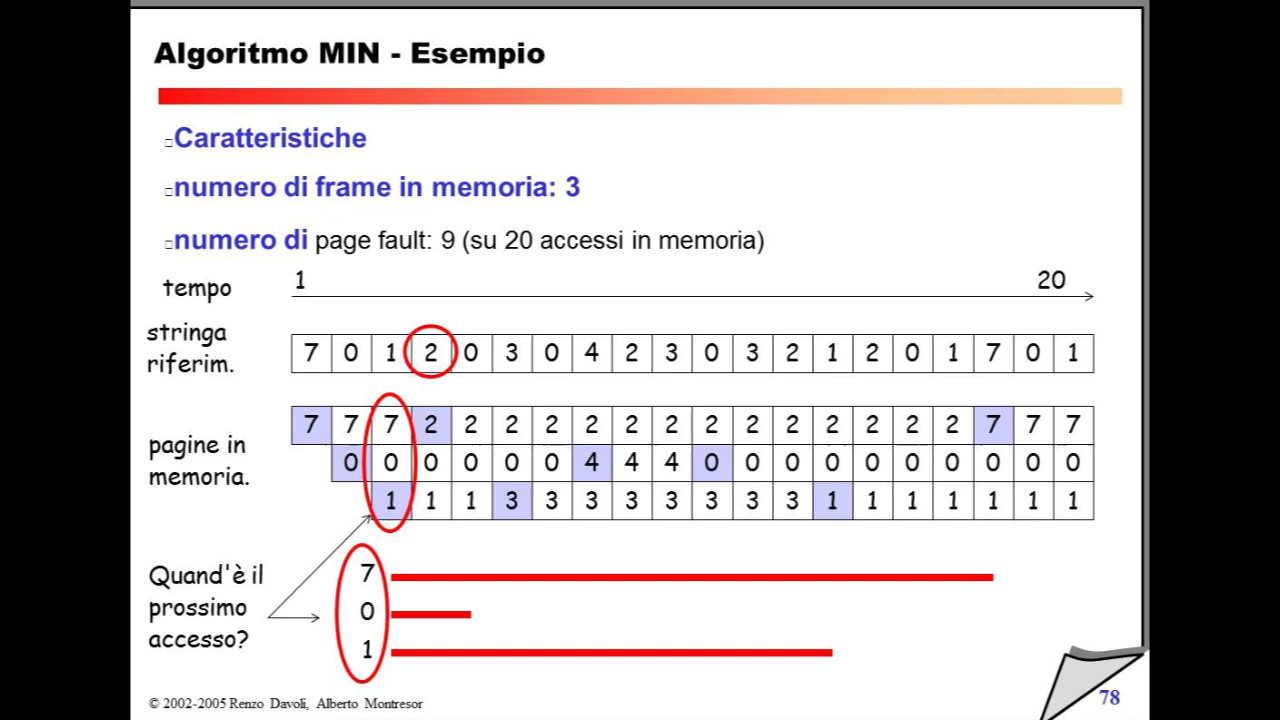 Algoritmo MIN - Esempio
Caratteristiche
numero di frame in memoria: 3
numero di page fault: 9 (su 20 accessi in memoria)
tempo
1 20
stringa
riferim.
7 0 1 2 0 3 0 4 2 3 0 3 2 1 2 0 1 7 0 1
pagine in
memoria.
7 7 7 2 2 2 2 2 2 2 2 2 2 2 2 2 2 7 7 7
0 0 0 0 0 0 4 4 4 0 0 0 0 0 0 0 0 0 0
1 1 1 3 3 3 3 3 3 3 3 1 1 1 1 1 1 1
Quand'è il
prossimo
accesso?
7
0
1
© 2002-2005 Renzo Davoli, Alberto Montresor
78